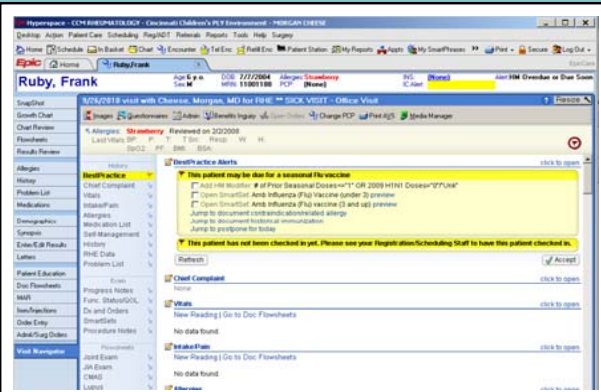 Hyperspace - CCM RHEUMATOLOGY - Cincinnati Children's PLY Environment - MORGAN CHEESE
Desktop Action Patient Care Scheduling Reg/ADT Referrals Reports Tools Help Surgery
Home Schedule In Basket Chart Encounter Tel Enc Refill Enc Patient Station My Reports Appts My SmartPhrases Print Secure Log Out
Epic Home Ruby,Frank
Ruby, Frank
Age 6 y.o. DOB 7/7/2004 Allergies Strawberry INS: (None) Alert HM Overdue or Due Soon
Sex M MRN 11001188 PCP (None) IC Alert
SnapShot
Growth Chart
Chart Review
Flowsheets
Results Review
Allergies
History
Problem List
Medications
Demographics
Synopsis
Enter/Edit Results
Letters
Patient Education
Doc Flowsheets
MAR
Order Entry
Admit/Surg Orders
Visit Navigator
visit with Cheese, Morgan, MD for RHE ** SICK VISIT - Office Visit
Resize
Images Questionnaires Admin Benefits Inquiry Open Orders Change PCP Print AVS Media Manager
Allergies: Strawberry Reviewed on 2/2/2008
Last Vitals BP: P: T: T Src: Resp: W: H:
SpO2: PF: BMI: BSA:
History
BestPractice
Chief Complaint
Vitals
Intake/Pain
Allergies
Medication List
Self-Management
History
RHE Data
Problem List
Exam
Progress Notes
Func. Status/QOL
Dx and Orders
SmartSets
Procedure Notes
Flowsheets
Joint Exam
JIA Exam
CMAS
Lupus
BestPractice Alerts click to open
This patient may be due for a seasonal Flu vaccine
Add HM Modifier "# of Prior Seasonal Doses=<"1" OR 2009 H1N1 Doses="0"/"Unk"
Open SmartSet: Amb Influenza (Flu) vaccine (under 3) preview
Open SmartSet: Amb Influenza (Flu) vaccine (3 and up) preview
Jump to document contraindication/related allergy
Jump to document historical immunization
Jump to postpone for today
This patient has not been checked in yet. Please see your Registration/Scheduling Staff to have this patient checked in.
Refresh Accept
Chief Complaint click to open
None
Vitals click to open
New Reading | Go to Doc Flowsheets
No data found.
Intake/Pain click to open
New Reading | Go to Doc Flowsheets
No data found.
Allergies click to open